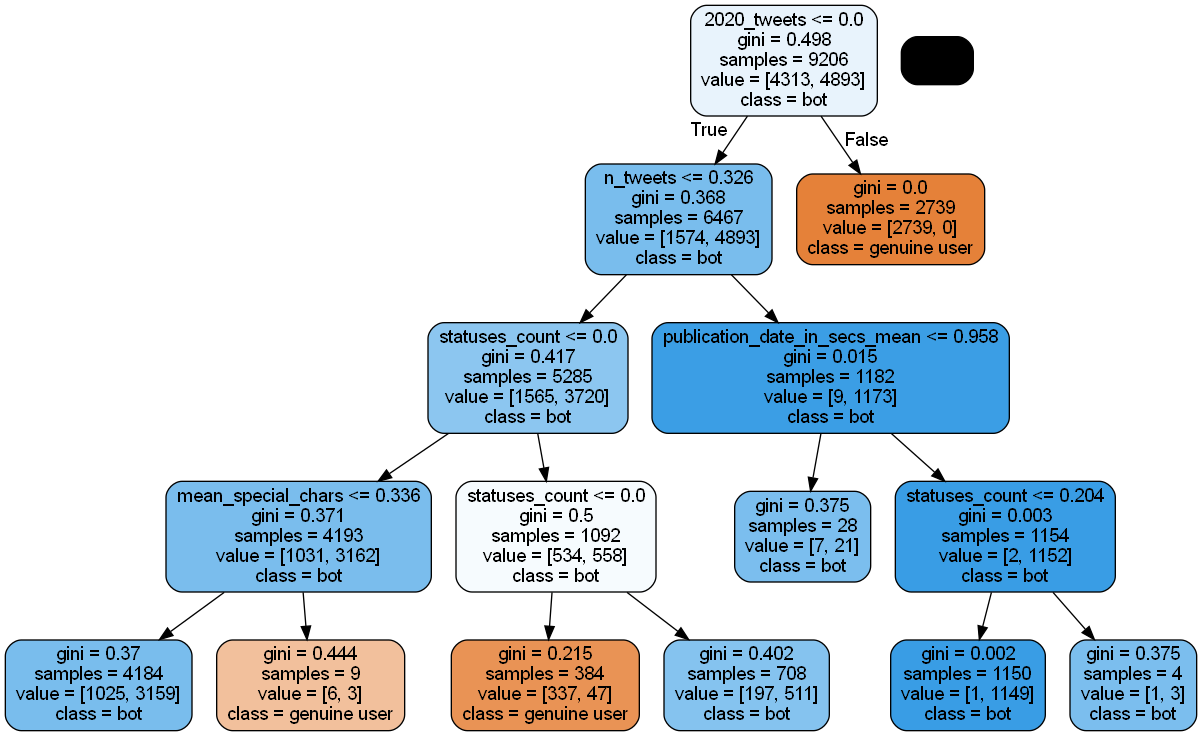 2020_tweets <= 0.0
gini = 0.498
samples = 9206
value = [4313, 4893]
class = bot
True
False
n_tweets <= 0.326
gini = 0.368
samples = 6467
value = [1574, 4893]
class = bot
gini = 0.0
samples = 2739
value = [2739, 0]
class = genuine user
statuses_count <= 0.0
gini = 0.417
samples = 5285
value = [1565, 3720]
class = bot
publication_date_in_secs_mean <= 0.958
gini = 0.015
samples = 1182
value = [9, 1173]
class = bot
mean_special_chars <= 0.336
gini = 0.371
samples = 4193
value = [1031, 3162]
class = bot
statuses_count <= 0.0
gini = 0.5
samples = 1092
value = [534, 558]
class = bot
gini = 0.375
samples = 28
value = [7, 21]
class = bot
statuses_count <= 0.204
gini = 0.003
samples = 1154
value = [2, 1152]
class = bot
gini = 0.37
samples = 4184
value = [1025, 3159]
class = bot
gini = 0.444
samples = 9
value = [6, 3]
class = genuine user
gini = 0.215
samples = 384
value = [337, 47]
class = genuine user
gini = 0.402
samples = 708
value = [197, 511]
class = bot
gini = 0.002
samples = 1150
value = [1, 1149]
class = bot
gini = 0.375
samples = 4
value = [1, 3]
class = bot